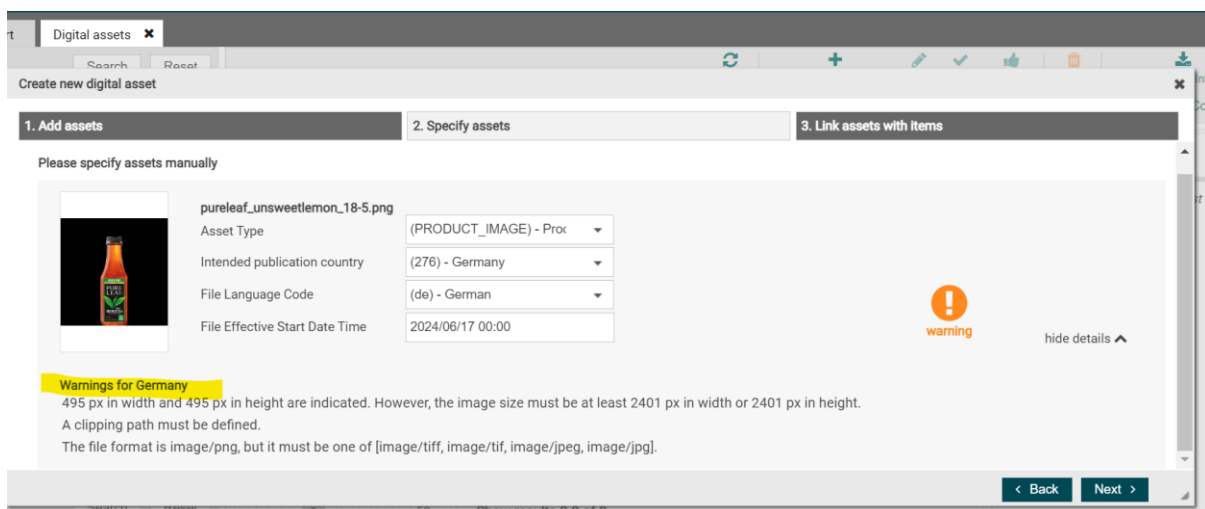 Digital assets ✖
Search Reset
Create new digital asset
1. Add assets 2. Specify assets 3. Link assets with items
Please specify assets manually
pureleaf_unsweetlemon_18-5.png
Asset Type (PRODUCT_IMAGE) - Proc
Intended publication country (276) - Germany
File Language Code (de) - German
File Effective Start Date Time 2024/06/17 00:00
PURE
LEAF
warning
hide details
Warnings for Germany
495 px in width and 495 px in height are indicated. However, the image size must be at least 2401 px in width or 2401 px in height.
A clipping path must be defined.
The file format is image/png, but it must be one of [image/tiff, image/tif, image/jpeg, image/jpg].
< Back Next >